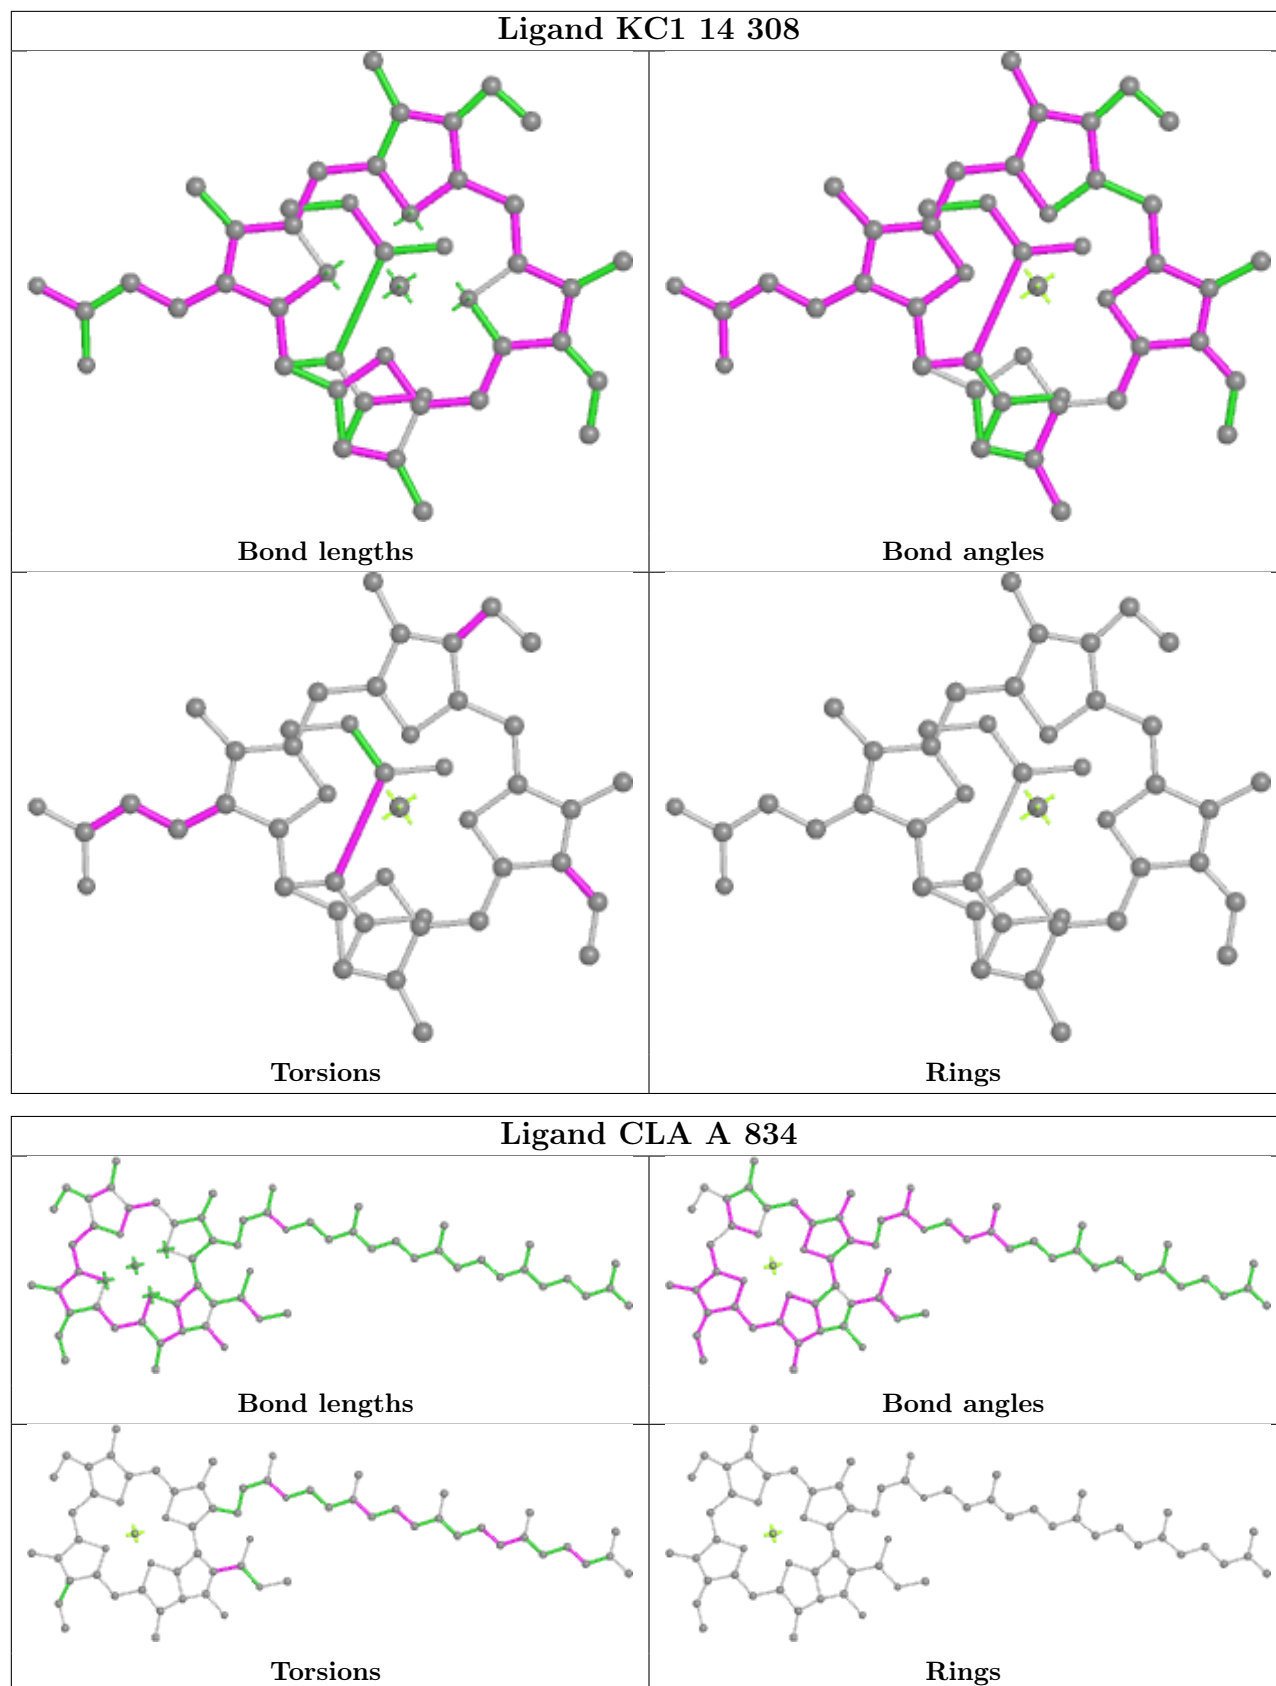 Ligand KC1 14 308
Bond lengths
Bond angles
Torsions
Rings
Ligand CLA A 834
Bond lengths
Bond angles
Torsions
Rings